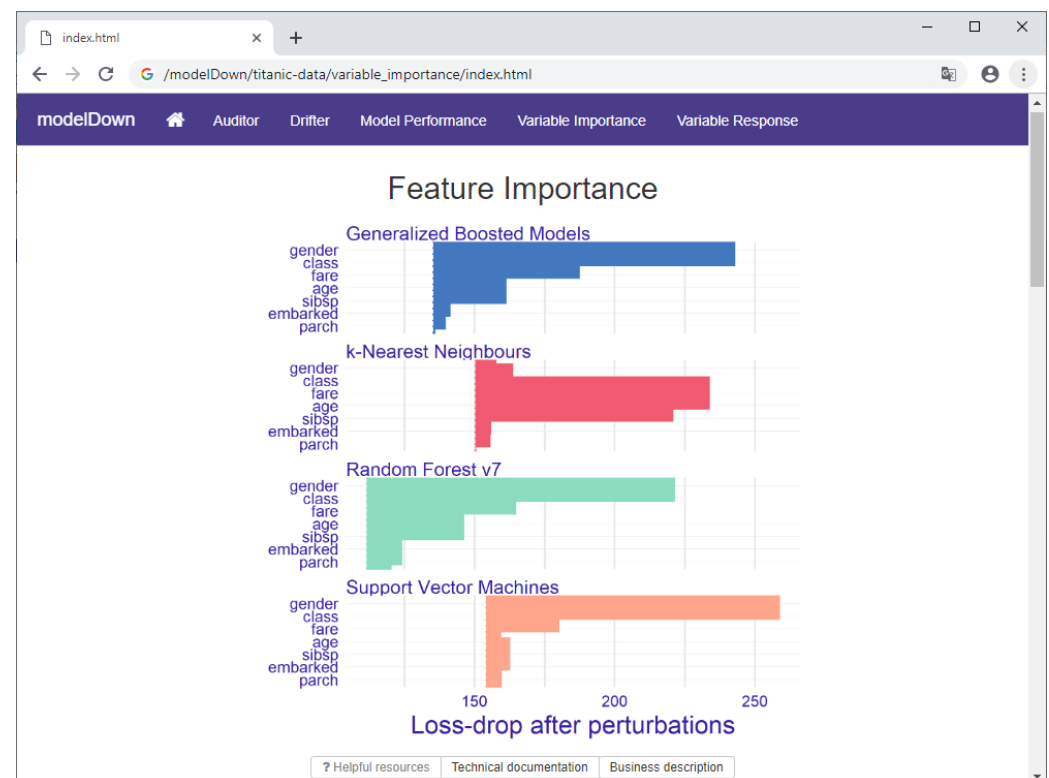 index.html
/modelDown/titanic-data/variable_importance/index.html
modelDown Auditor Drifter Model Performance Variable Importance Variable Response
Feature Importance
Generalized Boosted Models
gender
class
fare
age
sibsp
embarked
parch
k-Nearest Neighbours
gender
class
fare
age
sibsp
embarked
parch
Random Forest v7
gender
class
fare
age
sibsp
embarked
parch
Support Vector Machines
gender
class
fare
age
sibsp
embarked
parch
150 200 250
Loss-drop after perturbations
? Helpful resources Technical documentation Business description